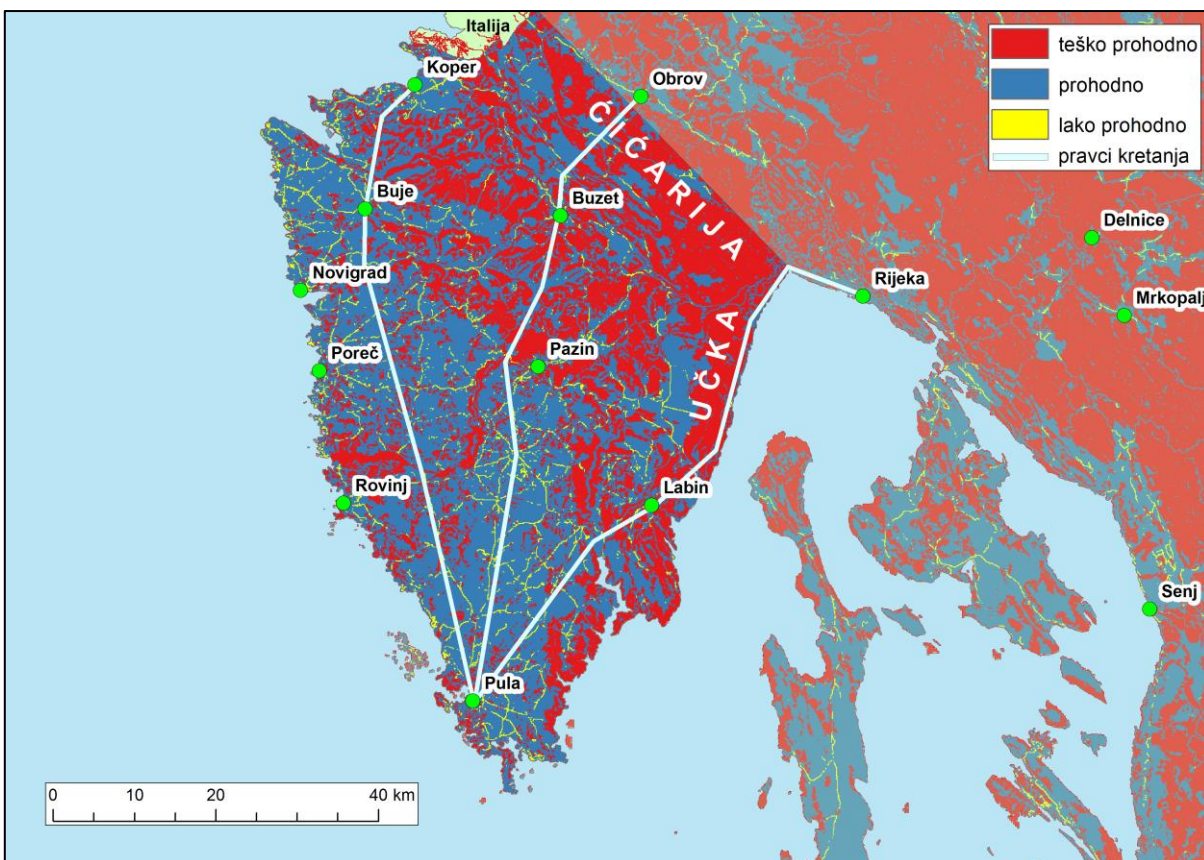 Italija
Koper
Obrov
teško prohodno
prohodno
lako prohodno
pravci kretanja
ĆIĆARIJA
Buje
Buzet
Delnice
Novigrad
Rijeka
Mrkopalj
Poreč
Pazin
UČKA
Rovinj
Labin
Senj
Pula
0 10 20 40 km